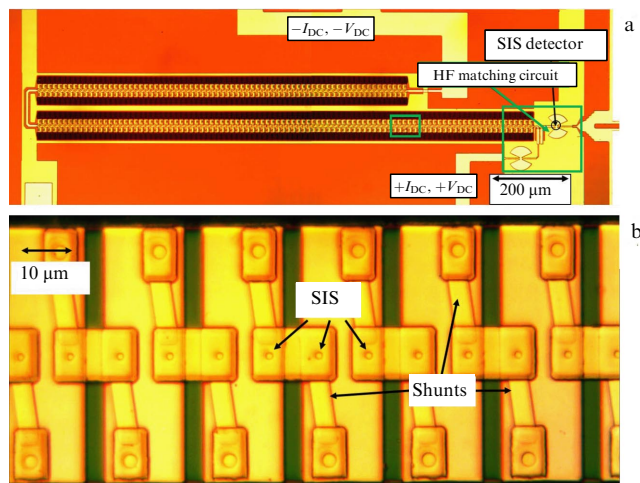 a
−I_DC, −V_DC
SIS detector
HF matching circuit
+I_DC, +V_DC
200 μm
b
10 μm
SIS
Shunts